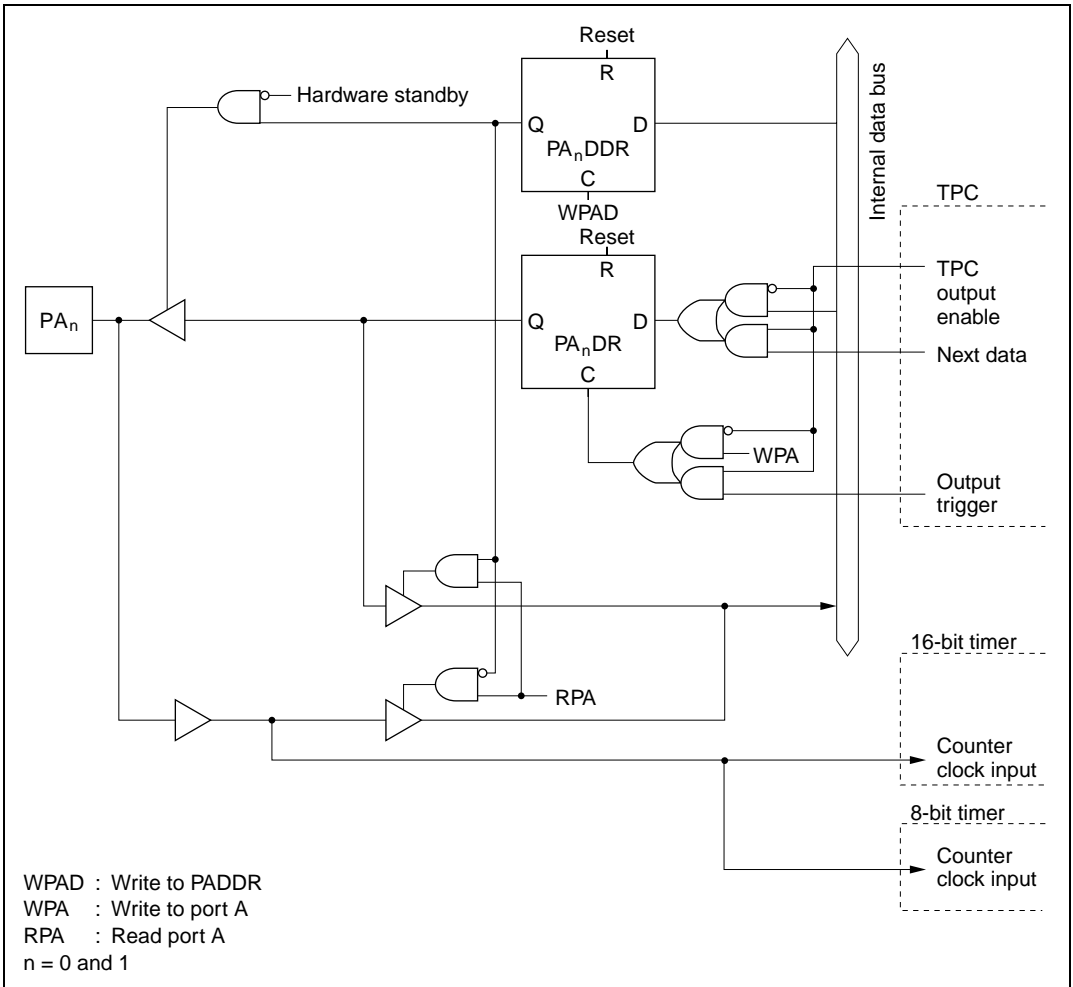 Reset
R
Hardware standby
Q
D
PAnDDR
C
WPAD
Internal data bus
TPC
Reset
R
TPC
output
enable
PAn
Q
D
PAnDR
Next data
C
WPA
Output
trigger
16-bit timer
RPA
Counter
clock input
8-bit timer
Counter
clock input
WPAD : Write to PADDR
WPA : Write to port A
RPA : Read port A
n = 0 and 1